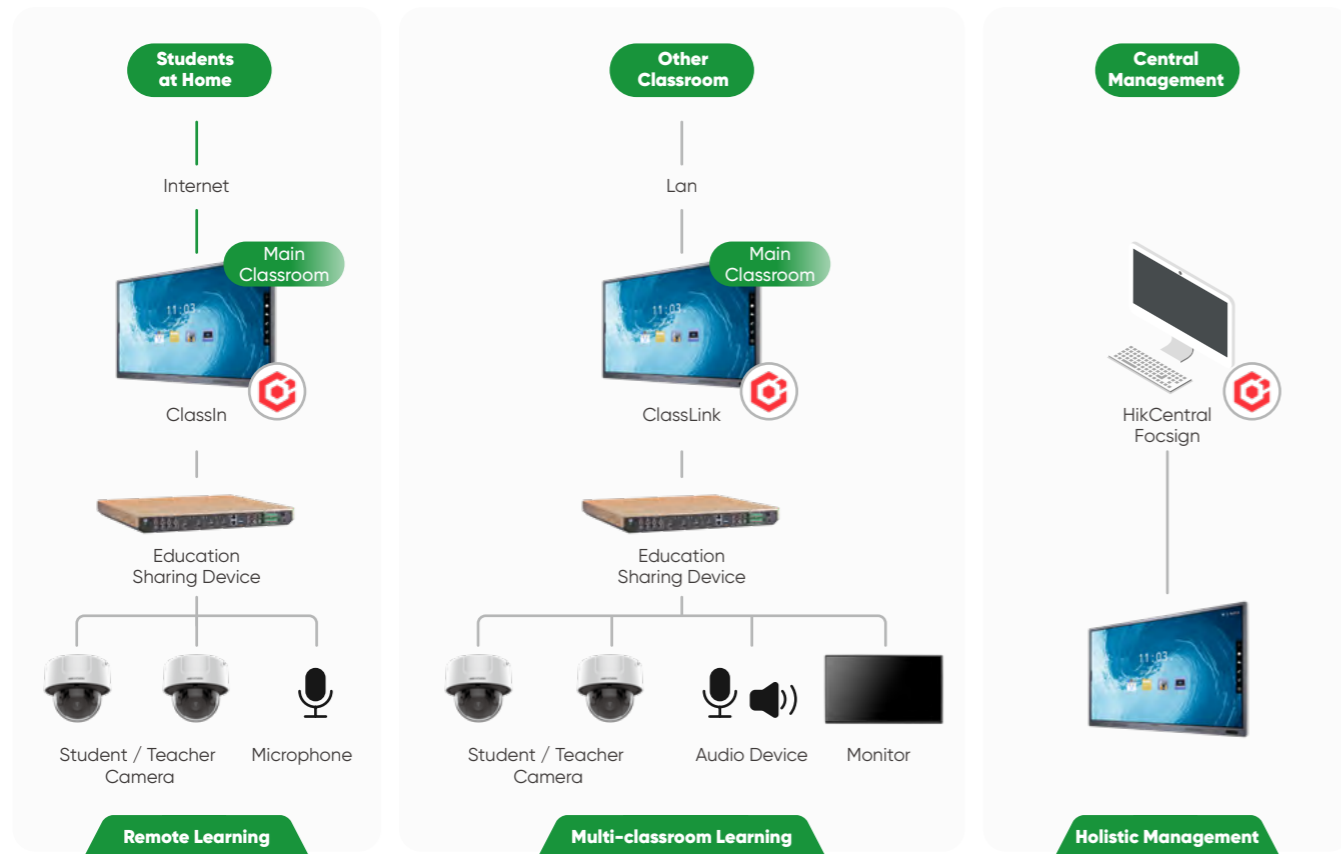 Students
at Home
Internet
Main
Classroom
11:03
ClassIn
Education
Sharing Device
Student / Teacher
Camera
Microphone
Remote Learning
Other
Classroom
Lan
Main
Classroom
11:03
ClassLink
Education
Sharing Device
Student / Teacher
Camera
Audio Device
Monitor
Multi-classroom Learning
Central
Management
HikCentral
Focsign
11:03
Holistic Management